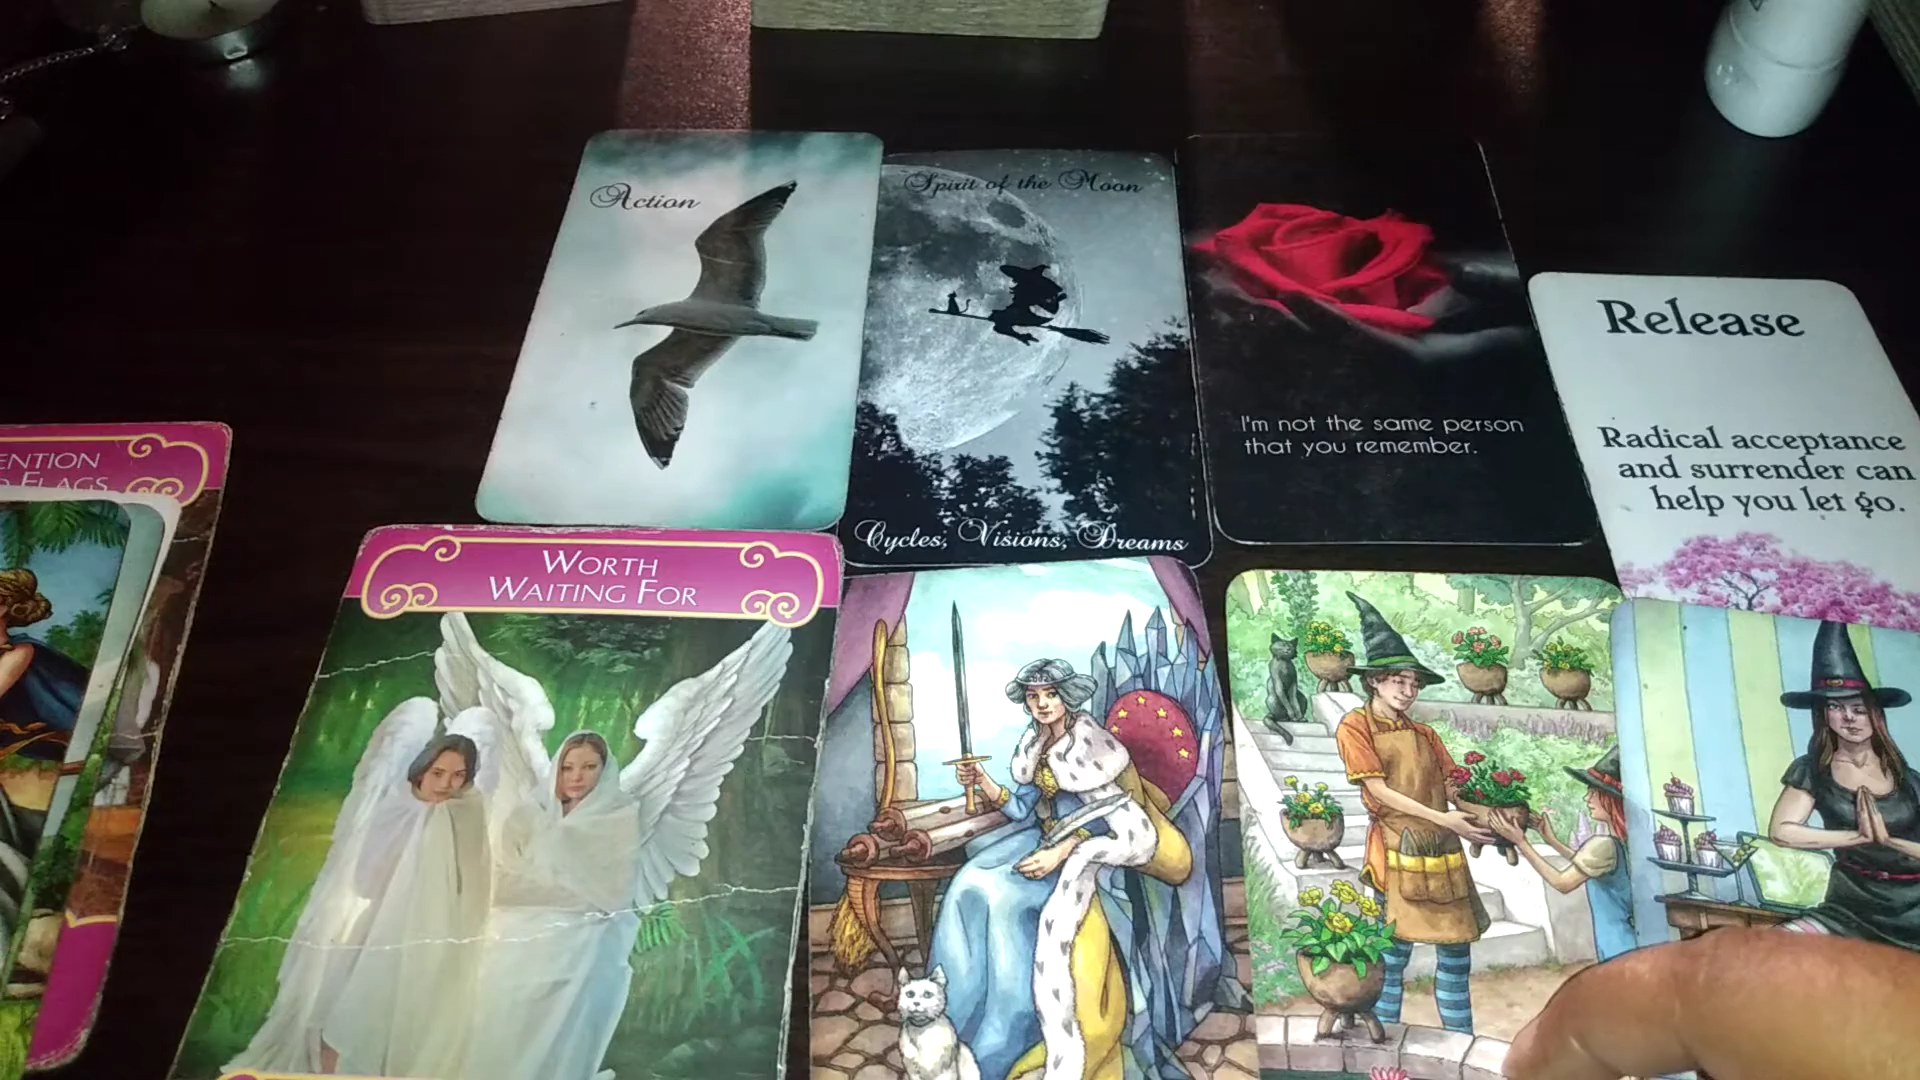 Action
Spirit of the Moon
Cycles, Visions, Dreams
I'm not the same person
that you remember.
Release
Radical acceptance
and surrender can
help you let go.
FLAGS
WORTH
WAITING FOR